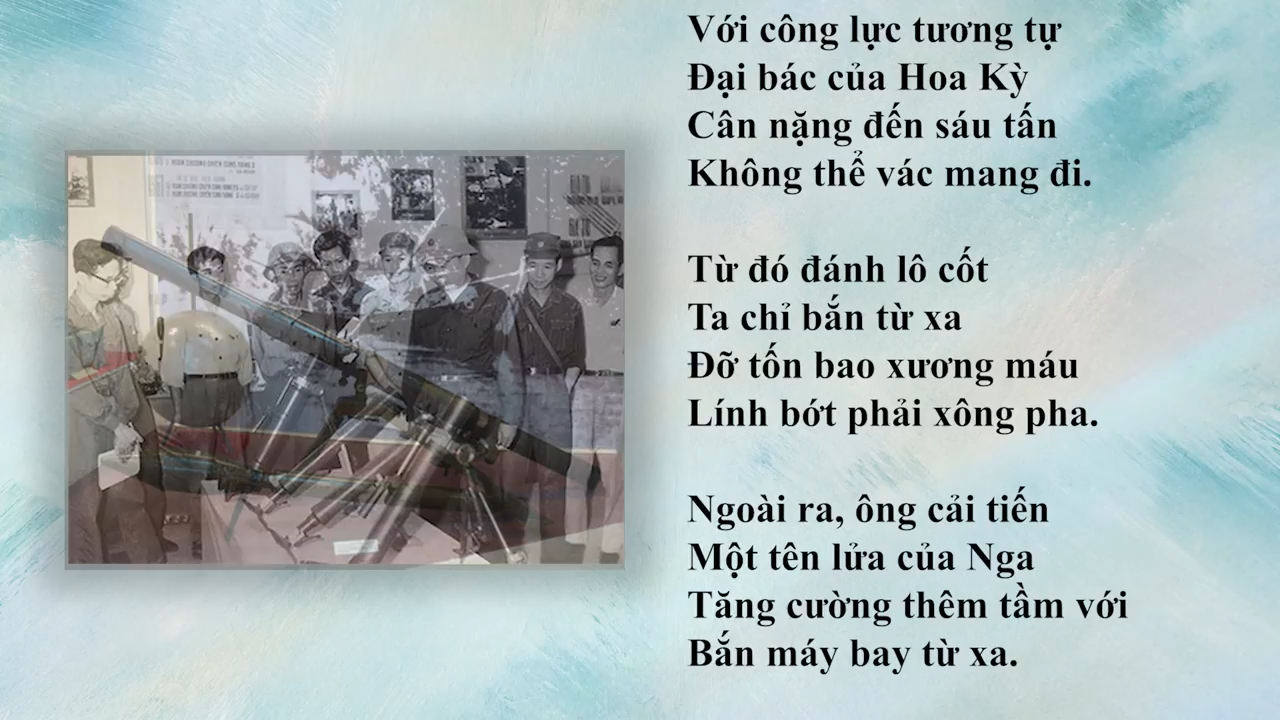 Với công lực tương tự
Đại bác của Hoa Kỳ
Cân nặng đến sáu tấn
Không thể vác mang đi.
Từ đó đánh lô cốt
Ta chỉ bắn từ xa
Đỡ tốn bao xương máu
Lính bớt phải xông pha.
Ngoài ra, ông cải tiến
Một tên lửa của Nga
Tăng cường thêm tầm với
Bắn máy bay từ xa.